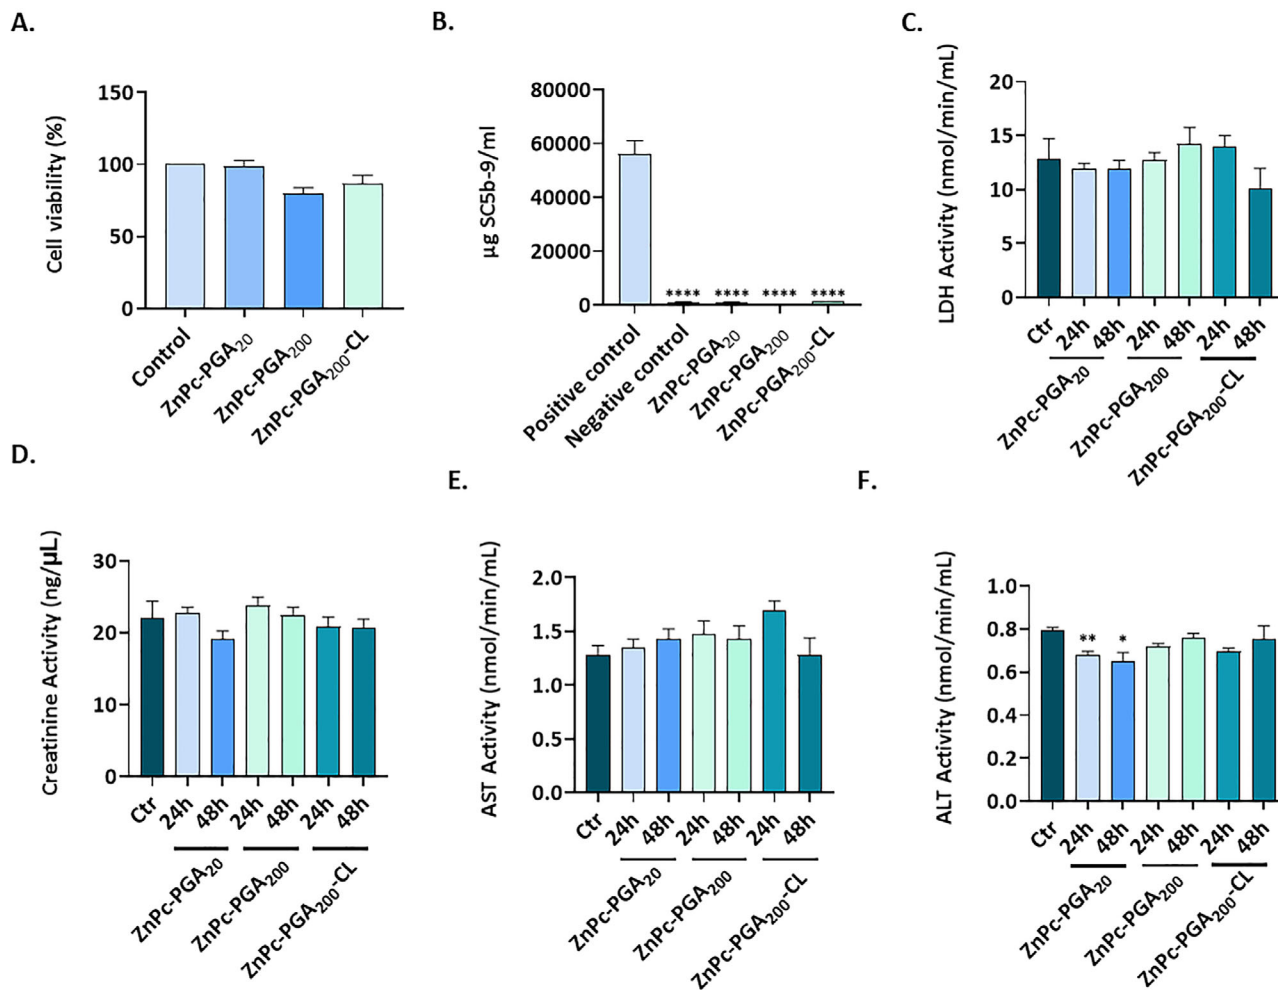 A.
Cell viability (%)
150
100
50
0
Control
ZnPc-PGA₂₀
ZnPc-PGA₂₀₀
ZnPc-PGA₂₀₀-CL
B.
µg SC5b-9/ml
80000
60000
40000
20000
0
**** **** **** ****
Positive control
Negative control
ZnPc-PGA₂₀
ZnPc-PGA₂₀₀
ZnPc-PGA₂₀₀-CL
C.
LDH Activity (nmol/min/mL)
20
15
10
5
0
Ctr 24h 48h 24h 48h 24h 48h
ZnPc-PGA₂₀
ZnPc-PGA₂₀₀
ZnPc-PGA₂₀₀-CL
D.
Creatinine Activity (ng/µL)
30
20
10
0
Ctr 24h 48h 24h 48h 24h 48h
ZnPc-PGA₂₀
ZnPc-PGA₂₀₀
ZnPc-PGA₂₀₀-CL
E.
AST Activity (nmol/min/mL)
2.0
1.5
1.0
0.5
0.0
Ctr 24h 48h 24h 48h 24h 48h
ZnPc-PGA₂₀
ZnPc-PGA₂₀₀
ZnPc-PGA₂₀₀-CL
F.
ALT Activity (nmol/min/mL)
1.0
0.8
0.6
0.4
0.2
0.0
** *
Ctr 24h 48h 24h 48h 24h 48h
ZnPc-PGA₂₀
ZnPc-PGA₂₀₀
ZnPc-PGA₂₀₀-CL